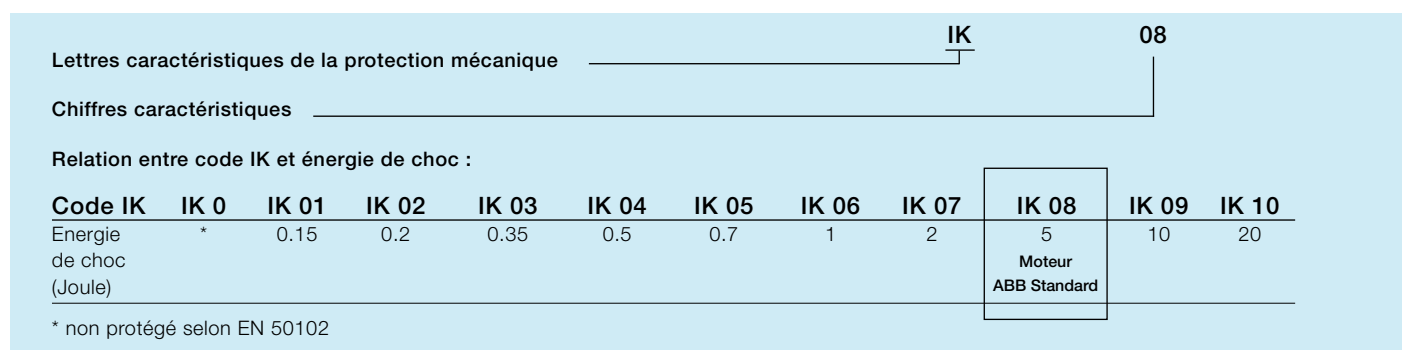 IK 08
Lettres caractéristiques de la protection mécanique
Chiffres caractéristiques
Relation entre code IK et énergie de choc :
Code IK IK 0 IK 01 IK 02 IK 03 IK 04 IK 05 IK 06 IK 07 IK 08 IK 09 IK 10
Energie * 0.15 0.2 0.35 0.5 0.7 1 2 5 10 20
de choc Moteur
(Joule) ABB Standard
* non protégé selon EN 50102